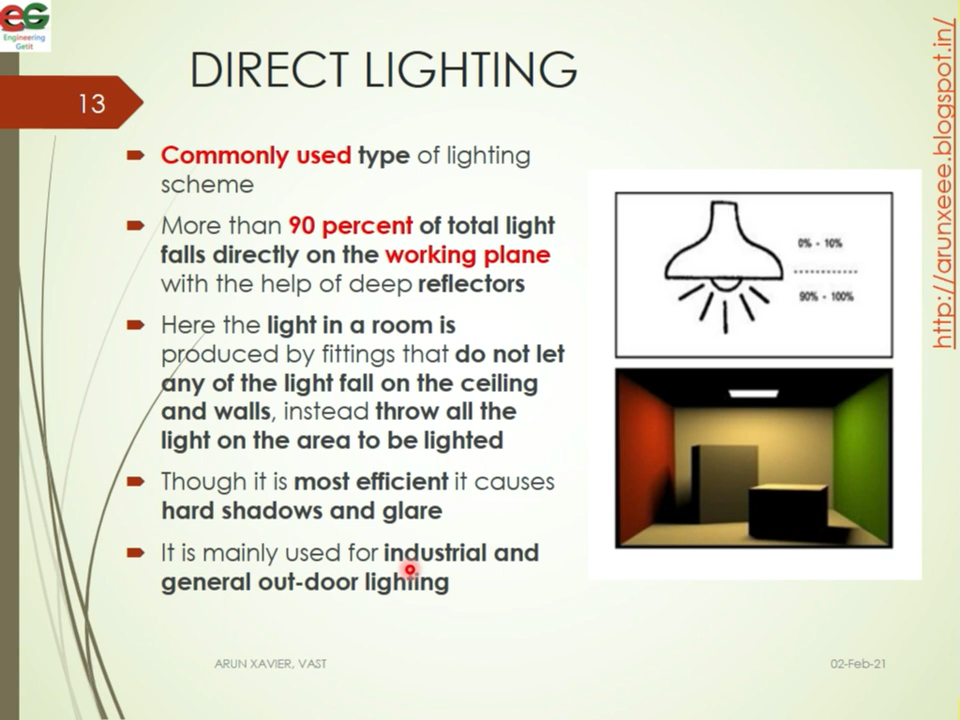 eG
Engineering
Getit
DIRECT LIGHTING
13
http://arunxeee.blogspot.in/
Commonly used type of lighting
scheme
More than 90 percent of total light
falls directly on the working plane
with the help of deep reflectors
Here the light in a room is
produced by fittings that do not let
any of the light fall on the ceiling
and walls, instead throw all the
light on the area to be lighted
Though it is most efficient it causes
hard shadows and glare
It is mainly used for industrial and
general out-door lighting
0% - 10%
90% - 100%
ARUN XAVIER, VAST
02-Feb-21